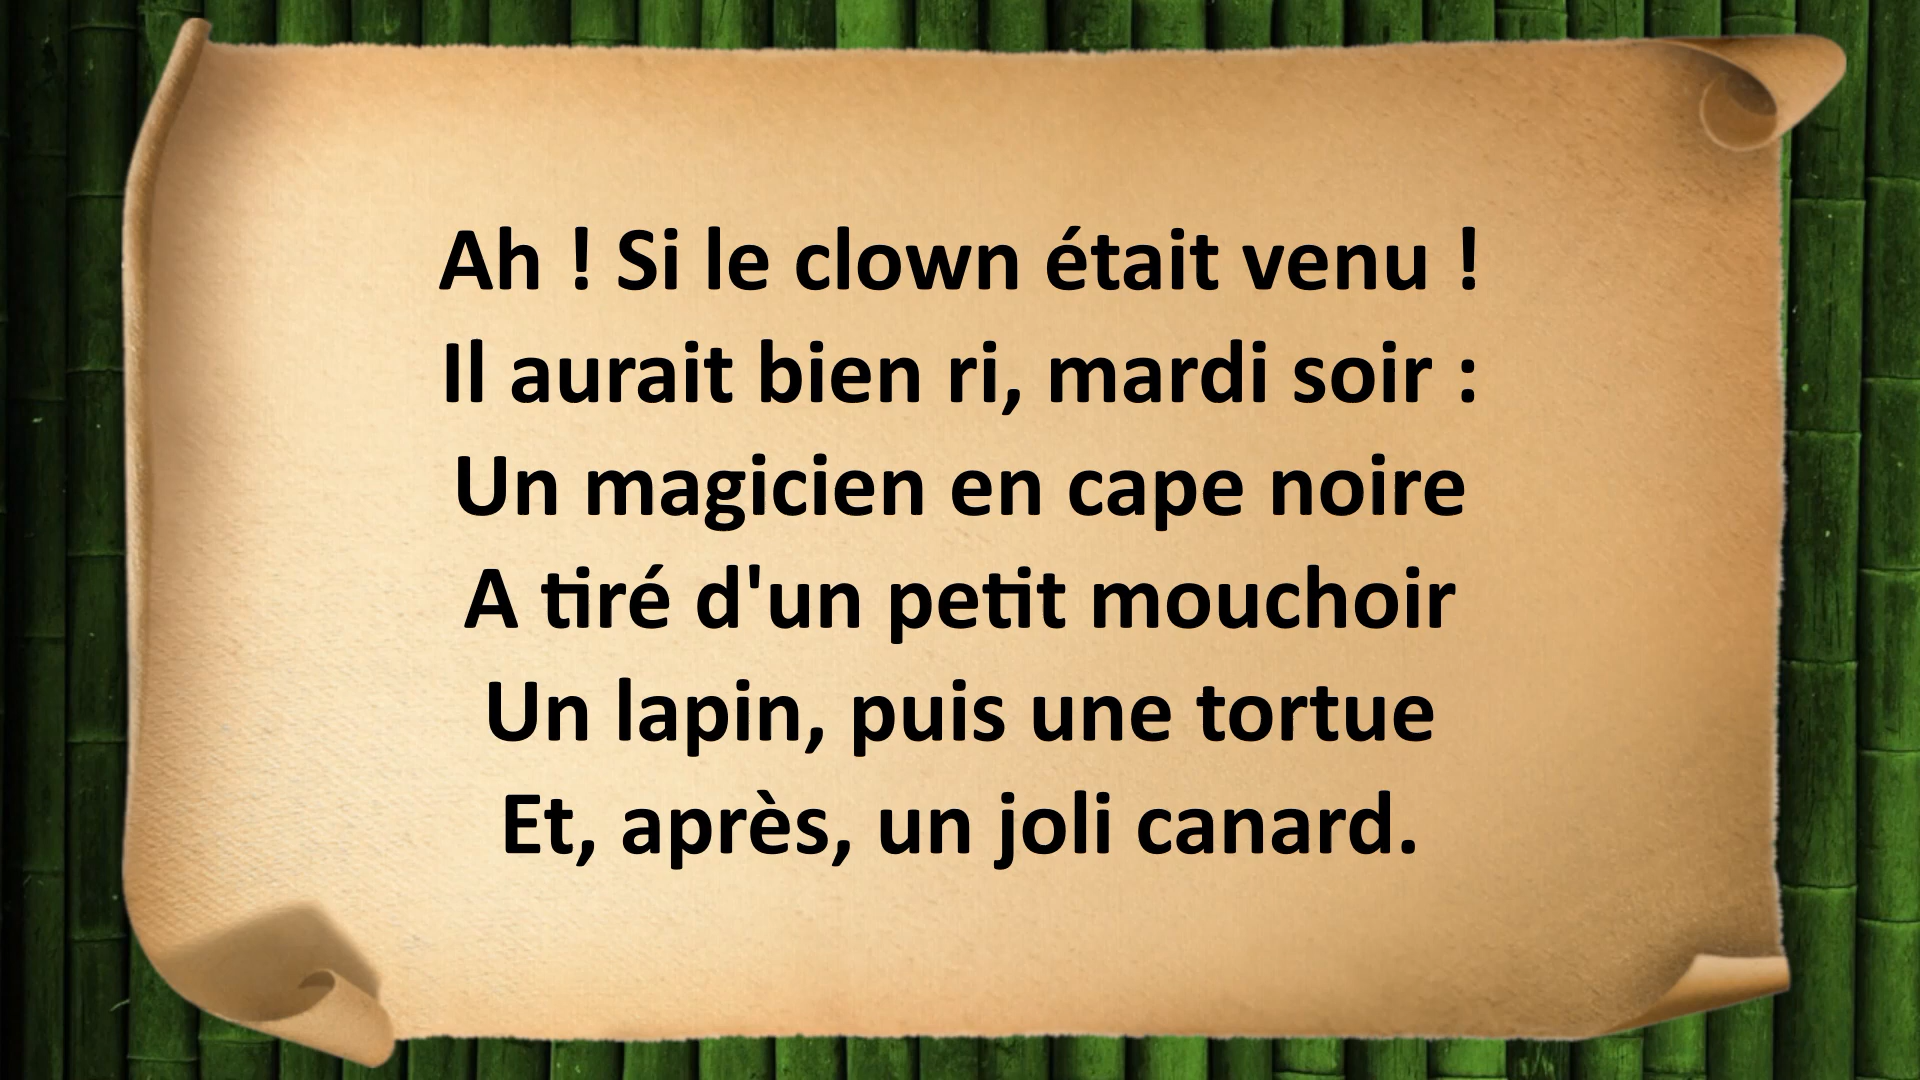 Ah ! Si le clown était venu !
Il aurait bien ri, mardi soir :
Un magicien en cape noire
A tiré d'un petit mouchoir
Un lapin, puis une tortue
Et, après, un joli canard.